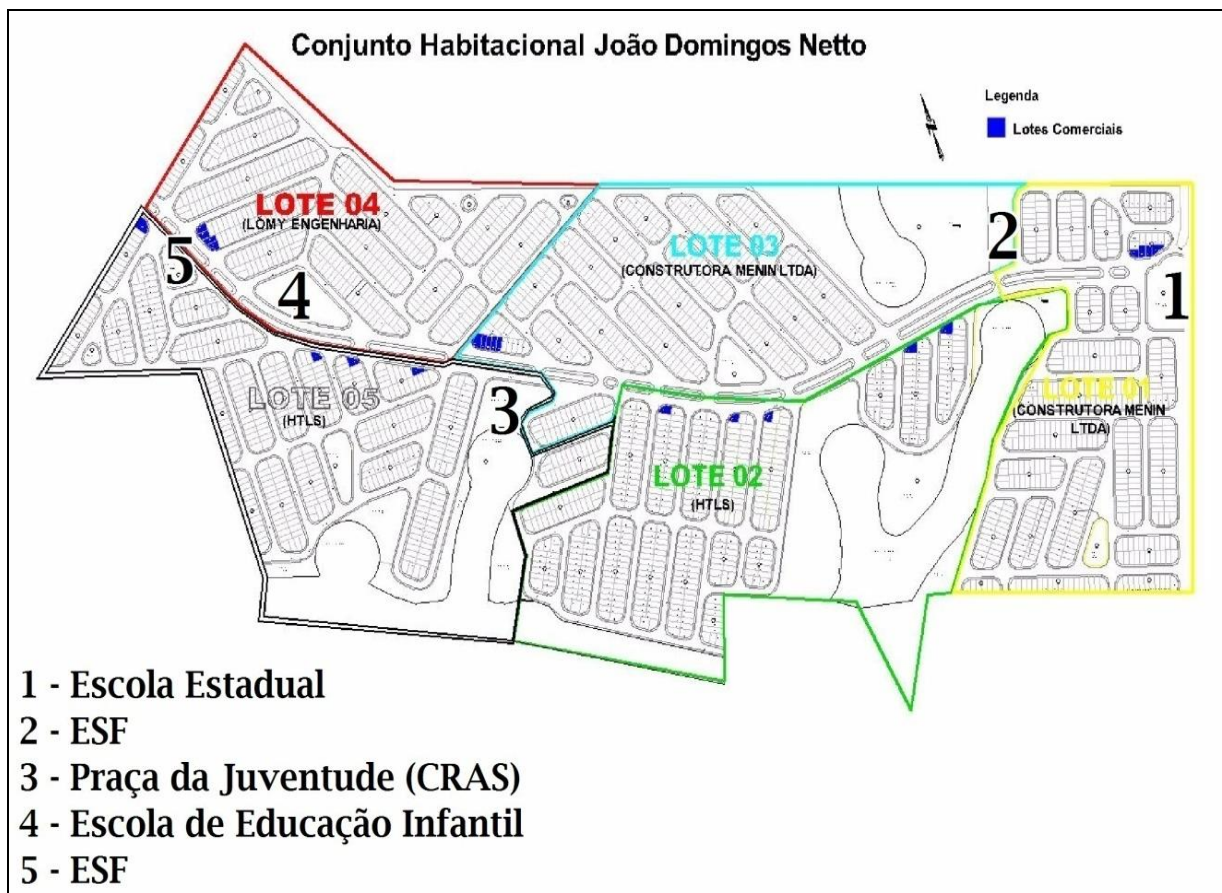 Conjunto Habitacional João Domingos Netto
Legenda
Lotes Comerciais
LOTE 04
(LOMY ENGENHARIA)
5
4
LOTE 03
(CONSTRUTORA MENIN LTDA)
2
1
LOTE 05
(HTLS)
3
LOTE 02
(HTLS)
LOTE 01
(CONSTRUTORA MENIN
LTDA)
1 - Escola Estadual
2 - ESF
3 - Praça da Juventude (CRAS)
4 - Escola de Educação Infantil
5 - ESF